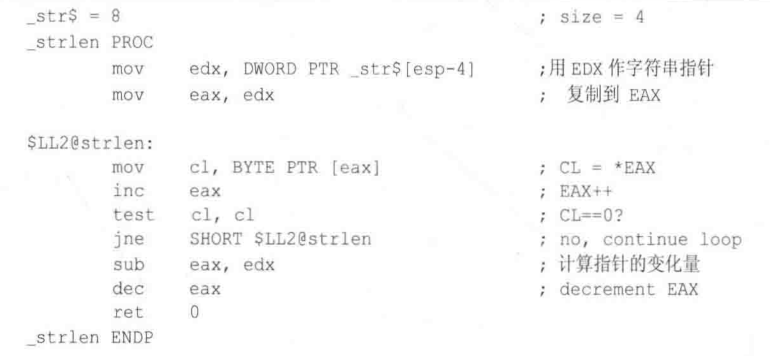 _str$ = 8 ; size = 4
_strlen PROC
mov edx, DWORD PTR _str$[esp-4] ;用 EDX 作字符串指针
mov eax, edx ; 复制到 EAX
$LL2@strlen:
mov cl, BYTE PTR [eax] ; CL = *EAX
inc eax ; EAX++
test cl, cl ; CL==0?
jne SHORT $LL2@strlen ; no, continue loop
sub eax, edx ; 计算指针的变化量
dec eax ; decrement EAX
ret 0
_strlen ENDP